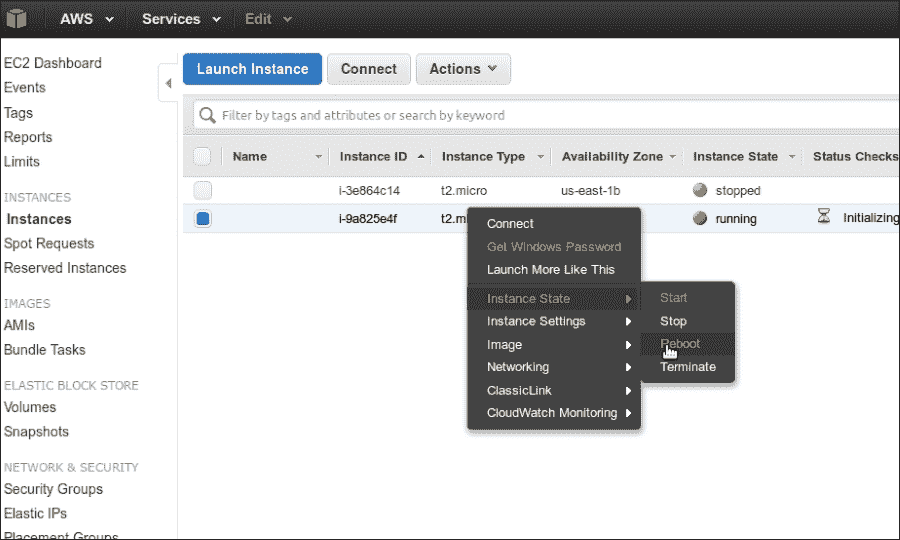 AWS Services Edit
EC2 Dashboard
Events
Tags
Reports
Limits
INSTANCES
Instances
Spot Requests
Reserved Instances
IMAGES
AMIs
Bundle Tasks
ELASTIC BLOCK STORE
Volumes
Snapshots
NETWORK & SECURITY
Security Groups
Elastic IPs
Placement Groups
Launch Instance Connect Actions
Filter by tags and attributes or search by keyword
Name Instance ID Instance Type Availability Zone Instance State Status Checks
i-3e864c14 t2.micro us-east-1b stopped
i-9a825e4f t2.mi running Initializing
Connect
Get Windows Password
Launch More Like This
Instance State
Instance Settings
Image
Networking
ClassicLink
CloudWatch Monitoring
Start
Stop
Reboot
Terminate